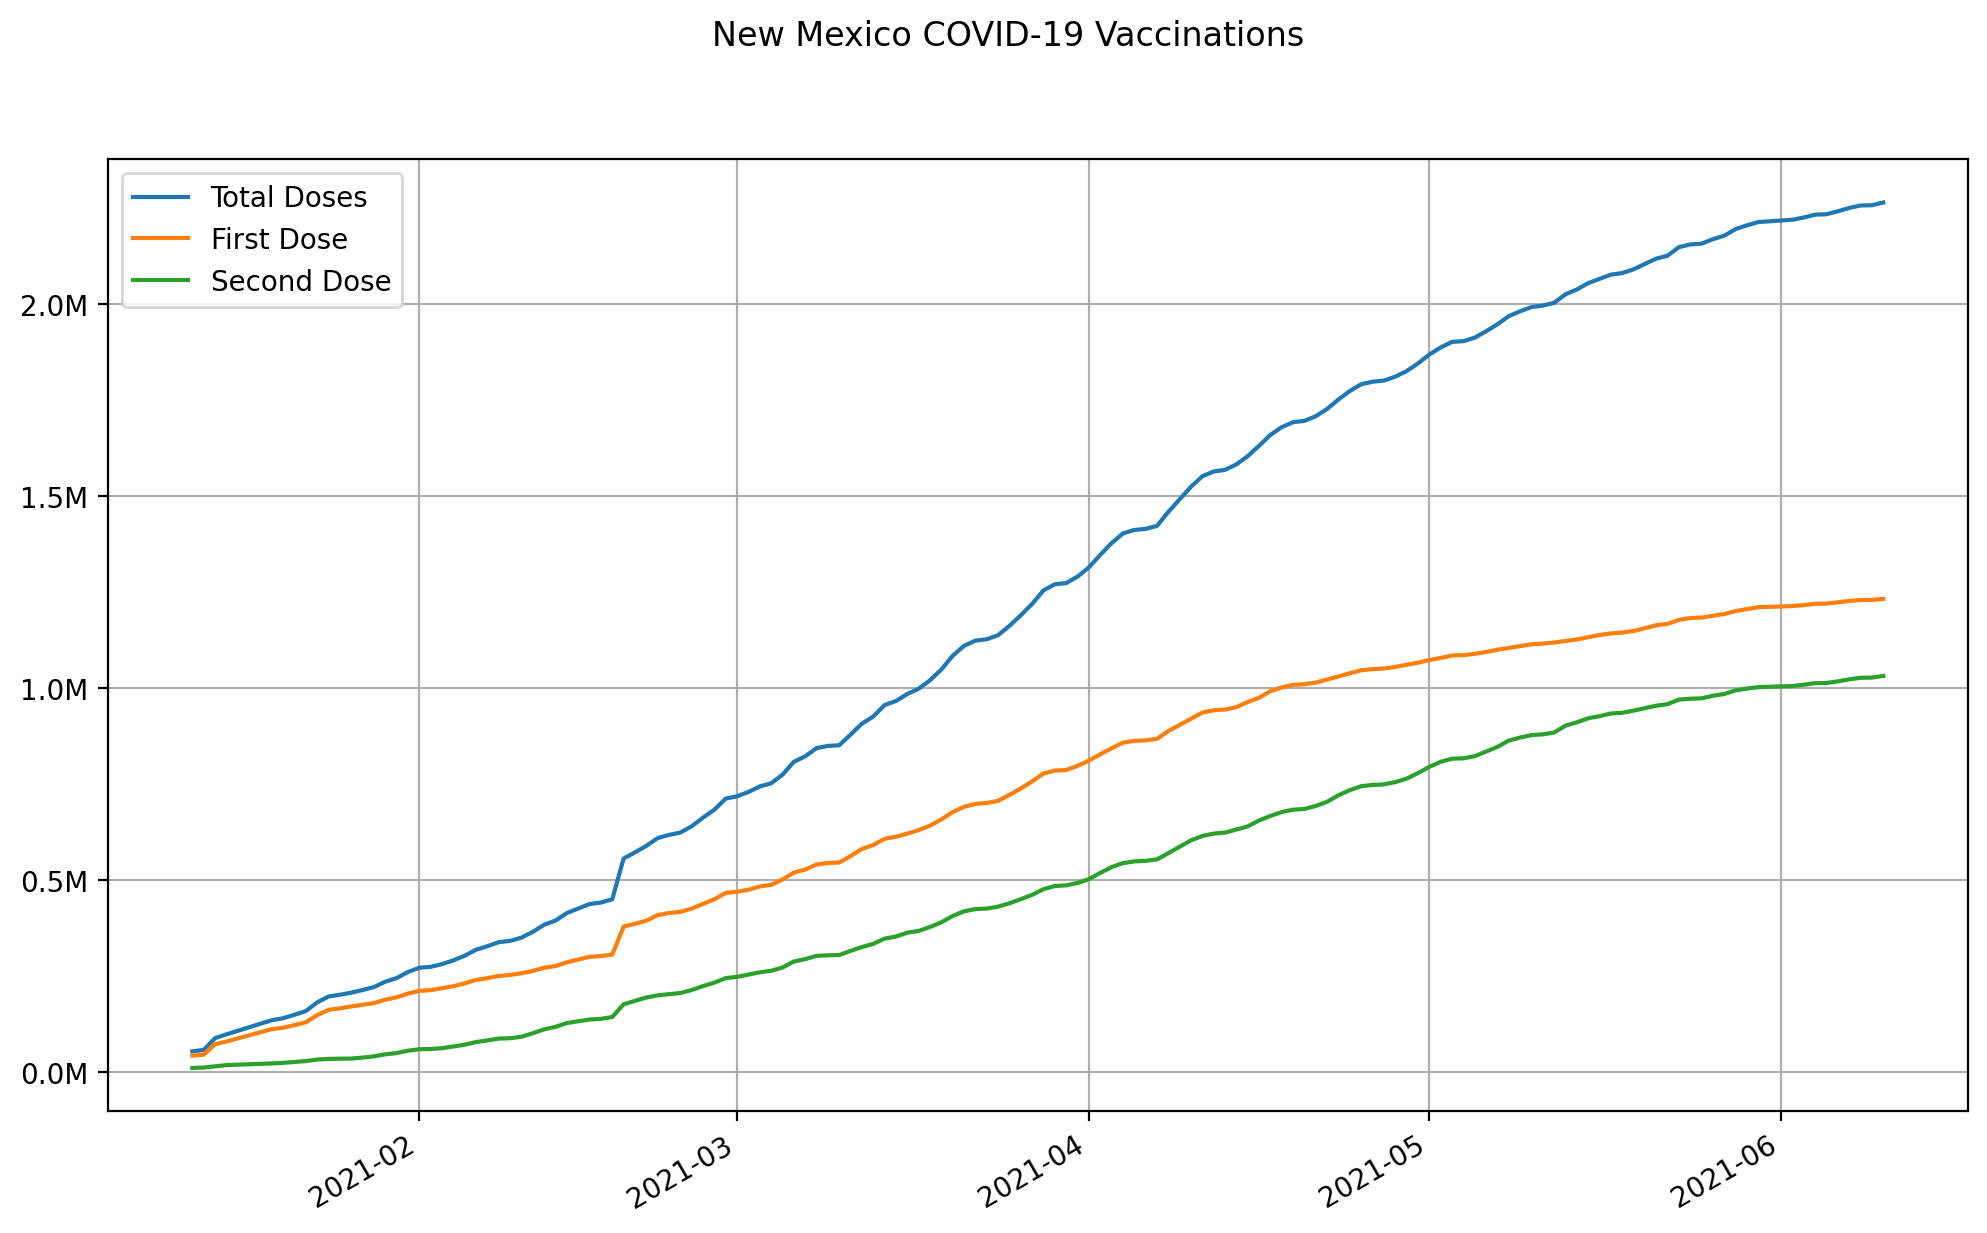 New Mexico COVID-19 Vaccinations
Total Doses
First Dose
Second Dose
2.0M
1.5M
1.0M
0.5M
0.0M
2021-02
2021-03
2021-04
2021-05
2021-06